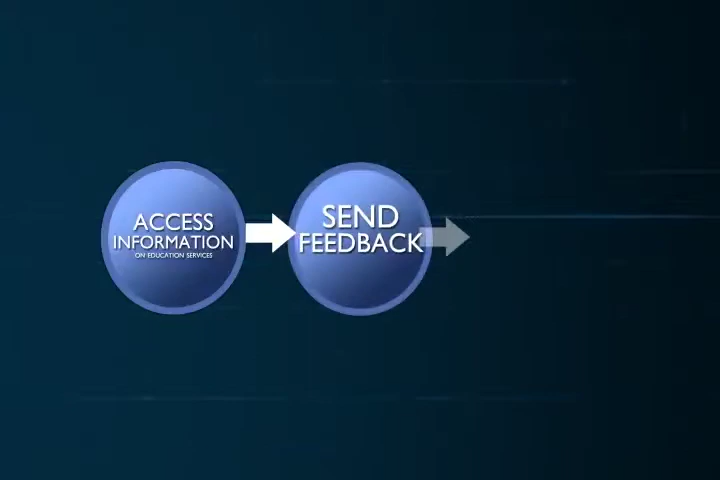 ACCESS
INFORMATION
ON EDUCATION SERVICES
SEND
FEEDBACK